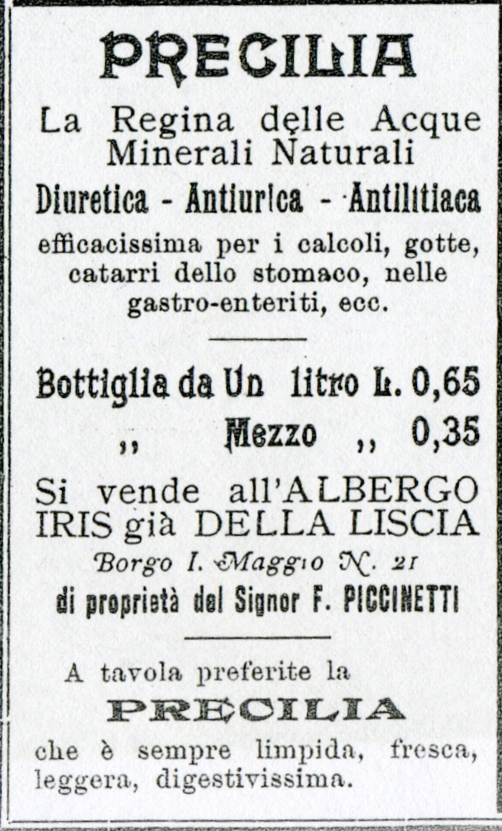 PRECILIA
La Regina delle Acque
Minerali Naturali
Diuretica - Antiurica - Antilitiaca
efficacissima per i calcoli, gotte,
catarri dello stomaco, nelle
gastro-enteriti, ecc.
Bottiglia da Un litro L. 0,65
„ Mezzo „ 0,35
Si vende all'ALBERGO
IRIS già DELLA LISCIA
Borgo I. Maggio N. 21
di proprietà del Signor F. PICCINETTI
A tavola preferite la
PRECILIA
che è sempre limpida, fresca,
leggera, digestivissima.